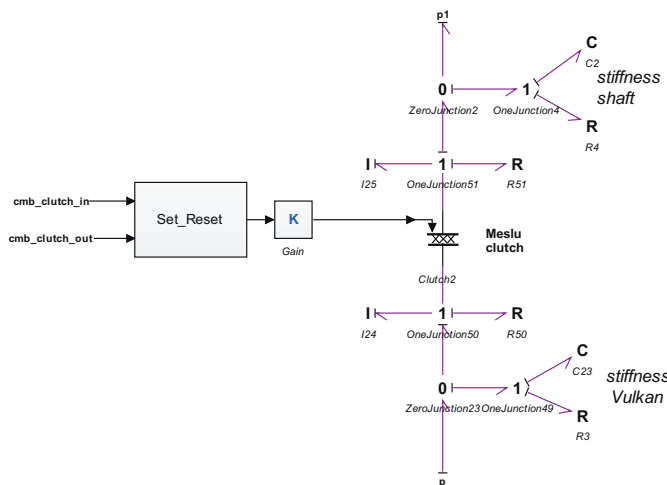 p1
C
C2
stiffness
shaft
0
1
ZeroJunction2
OneJunction4
R
R4
I
1
R
I25
OneJunction51
R51
cmb_clutch_in
cmb_clutch_out
Set_Reset
K
Gain
Meslu
clutch
Clutch2
I
1
R
I24
OneJunction50
R50
C
C23
stiffness
Vulkan
0
1
ZeroJunction23
OneJunction49
R
R3
p